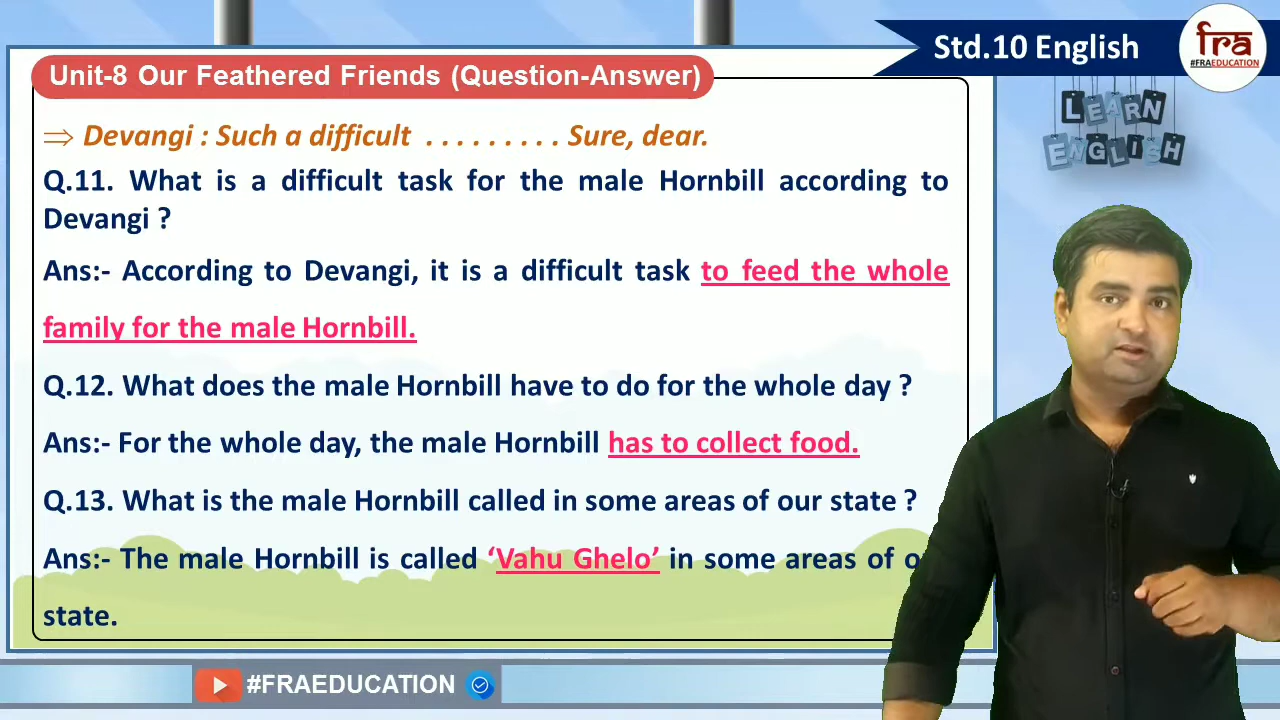 Std.10 English
fra
#FRAEDUCATION
Unit-8 Our Feathered Friends (Question-Answer)
LEARN
ENGLISH
⇒ Devangi : Such a difficult . . . . . . . . . Sure, dear.
Q.11. What is a difficult task for the male Hornbill according to
Devangi ?
Ans:- According to Devangi, it is a difficult task to feed the whole
family for the male Hornbill.
Q.12. What does the male Hornbill have to do for the whole day ?
Ans:- For the whole day, the male Hornbill has to collect food.
Q.13. What is the male Hornbill called in some areas of our state ?
Ans:- The male Hornbill is called ‘Vahu Ghelo’ in some areas of
state.
#FRAEDUCATION